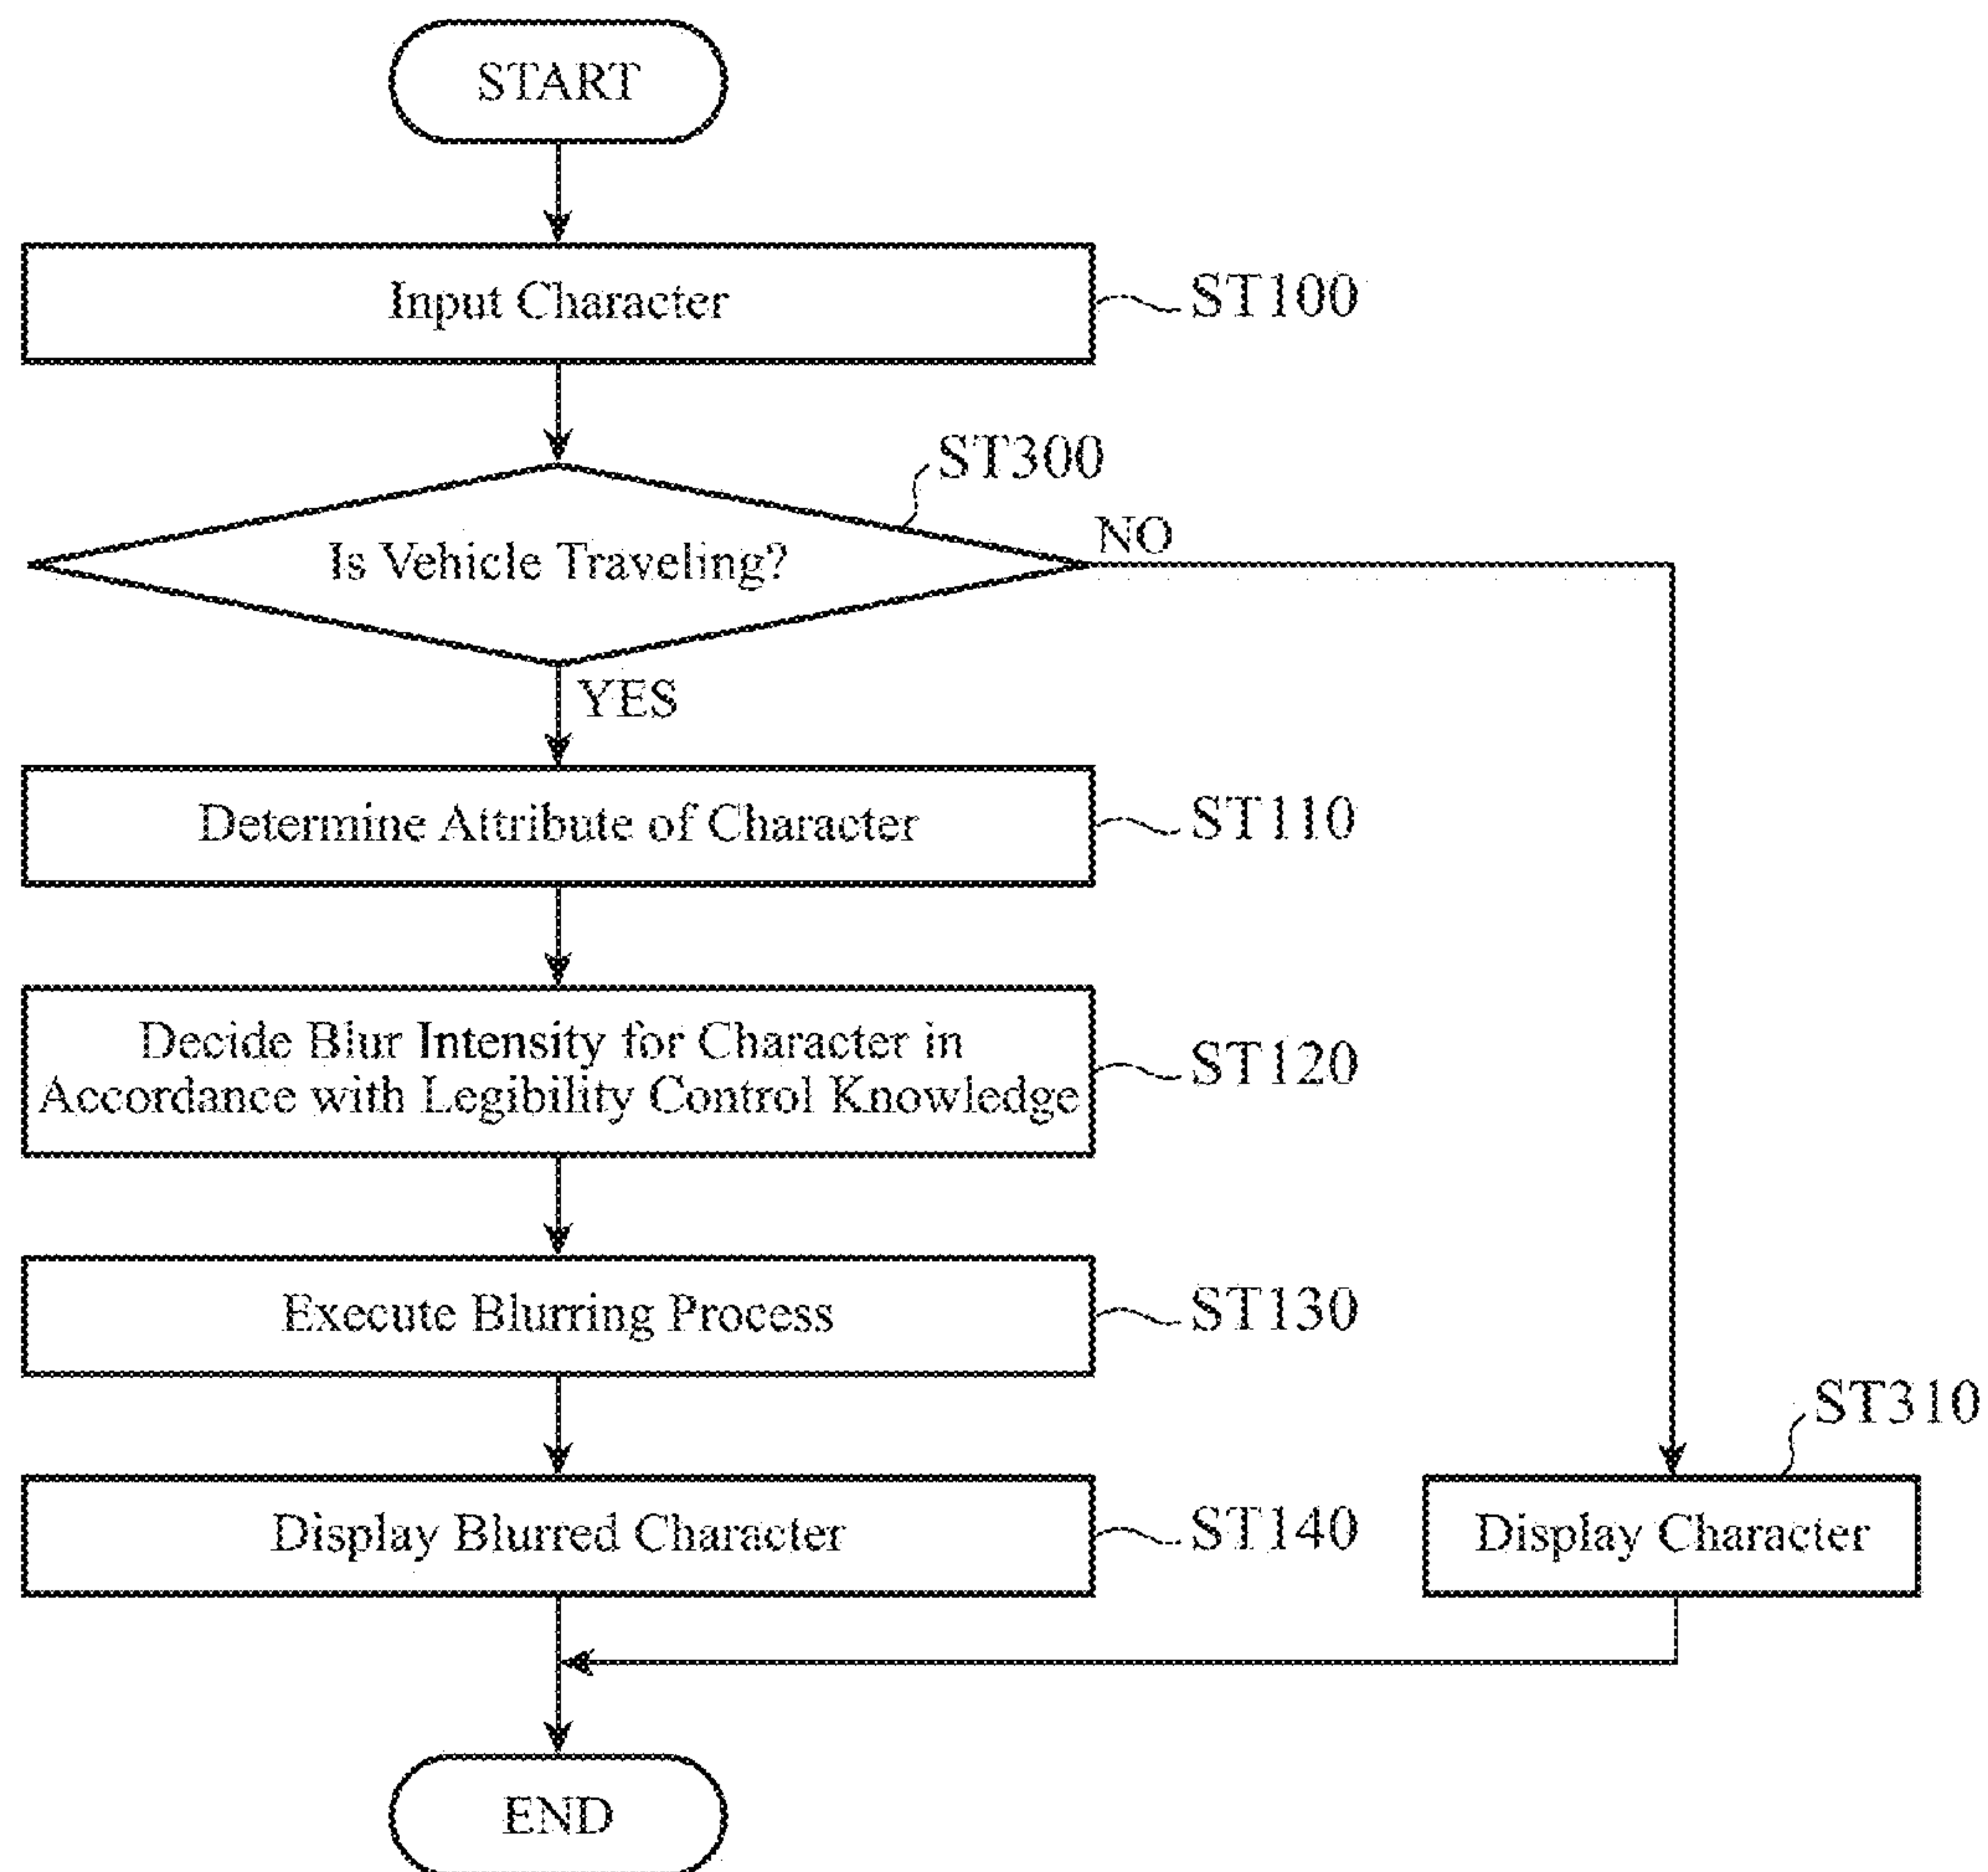 START
Input Character
ST100
ST300
Is Vehicle Traveling?
NO
YES
Determine Attribute of Character
ST110
Decide Blur Intensity for Character in
Accordance with Legibility Control Knowledge
ST120
Execute Blurring Process
ST130
ST310
Display Blurred Character
ST140
Display Character
END